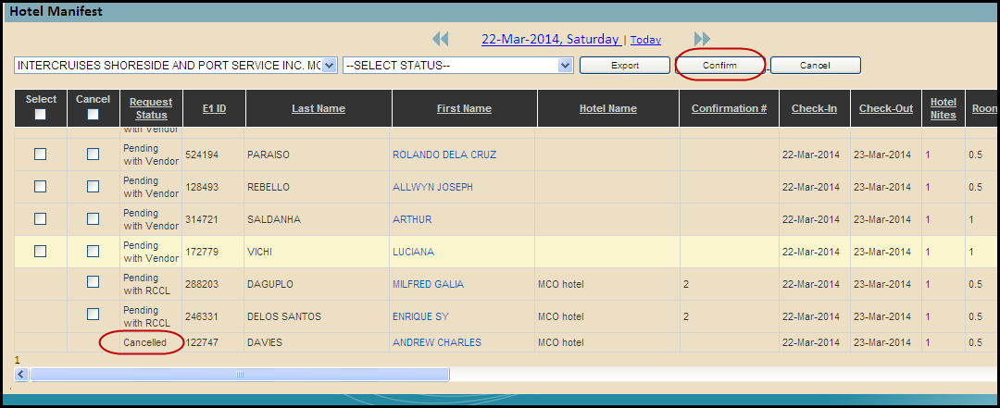 Hotel Manifest
22-Mar-2014, Saturday | Today
INTERCRUISES SHORESIDE AND PORT SERVICE INC. MC --SELECT STATUS-- Export Confirm - Cancel
Select Cancel Request Status E1 ID Last Name First Name Hotel Name Confirmation # Check-In Check-Out Hotel Nites Room
with Vendor
Pending with Vendor 524194 PARAISO ROLANDO DELA CRUZ 22-Mar-2014 23-Mar-2014 1 0.5
Pending with Vendor 128493 REBELLO ALLWYN JOSEPH 22-Mar-2014 23-Mar-2014 1 0.5
Pending with Vendor 314721 SALDANHA ARTHUR 22-Mar-2014 23-Mar-2014 1 1
Pending with Vendor 172779 VICHI LUCIANA 22-Mar-2014 23-Mar-2014 1 1
Pending with RCCL 288203 DAGUPLO MILFRED GALIA MCO hotel 2 22-Mar-2014 23-Mar-2014 1 0.5
Pending with RCCL 246331 DELOS SANTOS ENRIQUE SY MCO hotel 2 22-Mar-2014 23-Mar-2014 1 0.5
Cancelled 122747 DAVIES ANDREW CHARLES MCO hotel 22-Mar-2014 23-Mar-2014 1 0.5
1